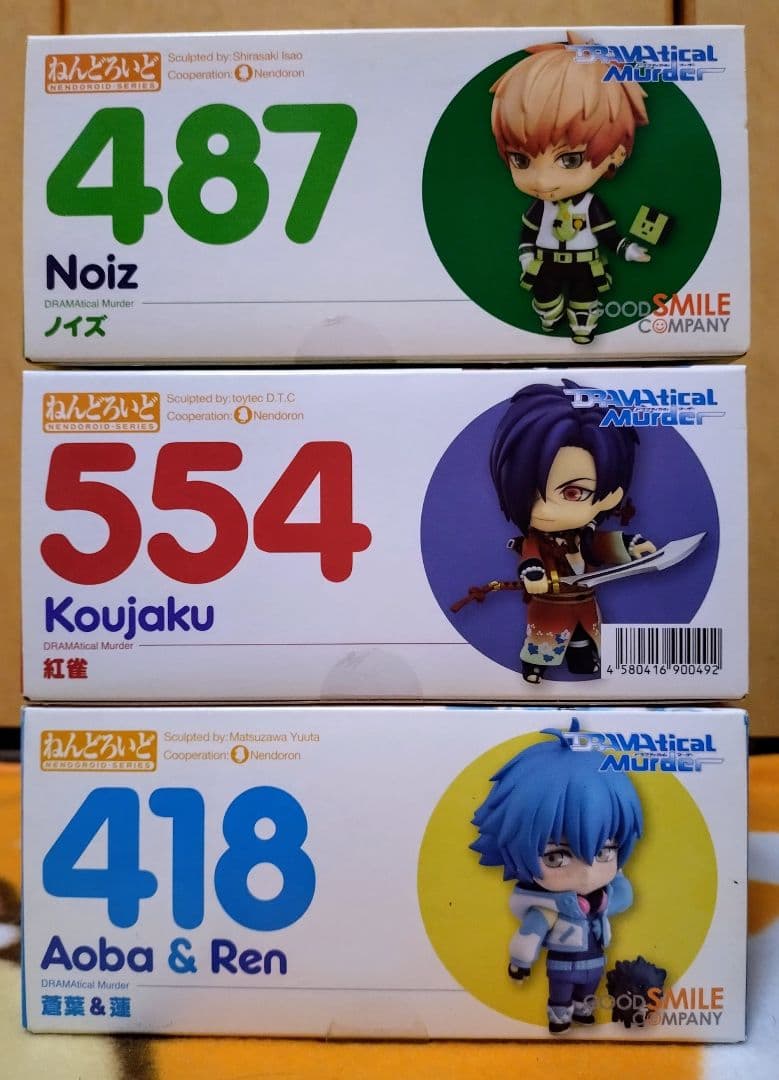 ねんどろいど
NENDOROID·SERIES
Sculpted by: Shirasaki Isao
Cooperation: Nendoron
DRAMAtical
Murder
487
Noiz
DRAMAtical Murder
ノイズ
GOOD SMILE
COMPANY
ねんどろいど
NENDOROID·SERIES
Sculpted by: toytec D.T.C
Cooperation: Nendoron
DRAMAtical
Murder
554
Koujaku
DRAMAtical Murder
紅雀
4 580416 900492
ねんどろいど
NENDOROID·SERIES
Sculpted by: Matsuzawa Yuuta
Cooperation: Nendoron
DRAMAtical
Murder
418
Aoba & Ren
DRAMAtical Murder
蒼葉&蓮
GOOD SMILE
COMPANY